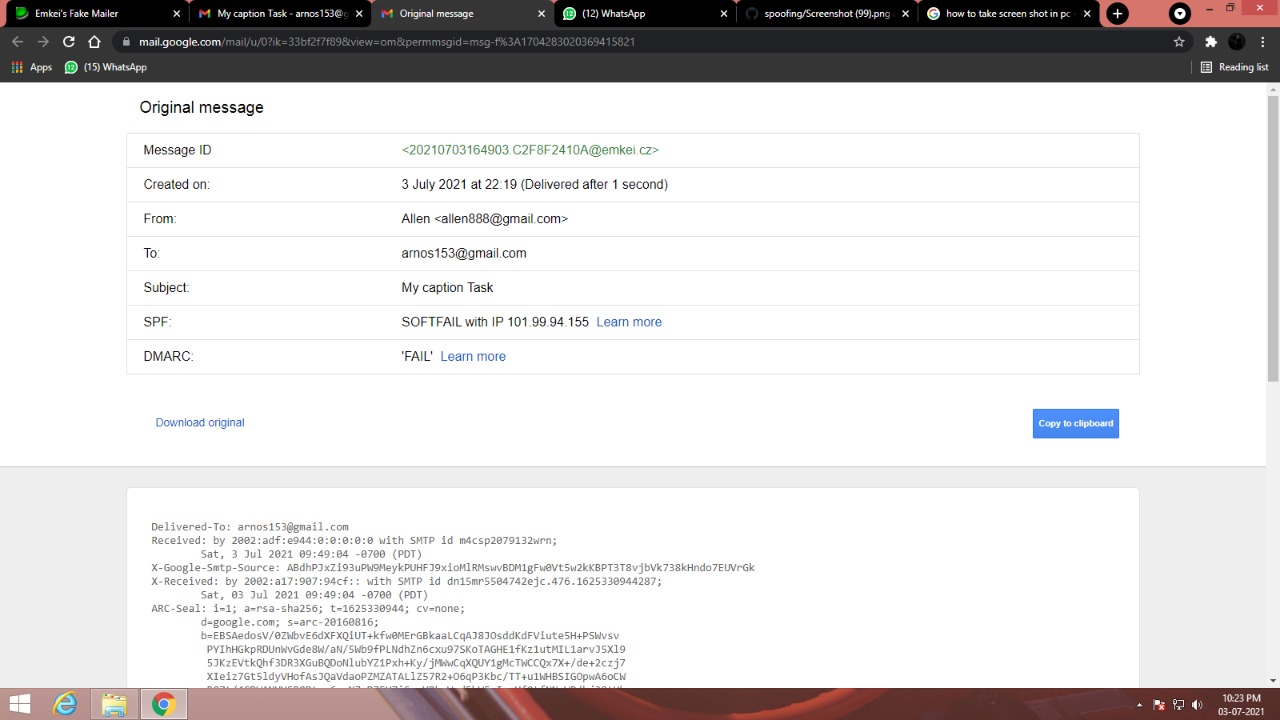 Emkei's Fake Mailer
My caption Task - arnos153@g
Original message
(12) WhatsApp
spoofing/Screenshot (99).png
how to take screen shot in pc -
mail.google.com/mail/u/0?ik=33bf2f7f89&view=om&permmsgid=msg-f%3A1704283020369415821
Apps
(15) WhatsApp
Reading list
Original message
Message ID <20210703164903.C2F8F2410A@emkei.cz>
Created on: 3 July 2021 at 22:19 (Delivered after 1 second)
From: Allen <allen888@gmail.com>
To: arnos153@gmail.com
Subject: My caption Task
SPF: SOFTFAIL with IP 101.99.94.155 Learn more
DMARC: 'FAIL' Learn more
Download original
Copy to clipboard
Delivered-To: arnos153@gmail.com
Received: by 2002:adf:e944:0:0:0:0:0 with SMTP id m4csp2079132wrn;
Sat, 3 Jul 2021 09:49:04 -0700 (PDT)
X-Google-Smtp-Source: ABdhPJxZi93uPW9MeykPUHFJ9xioMlRMswvBDM1gFw0Vt5w2kKBPT3T8vjbVk738kHndo7EUVrGk
X-Received: by 2002:a17:907:94cf:: with SMTP id dn15mr5504742ejc.476.1625330944287;
Sat, 03 Jul 2021 09:49:04 -0700 (PDT)
ARC-Seal: i=1; a=rsa-sha256; t=1625330944; cv=none;
d=google.com; s=arc-20160816;
b=EBSAedosV/0ZWbvE6dXFXQiUT+kfw0MErGBkaaLCqAJ8JOsddKdFViute5H+PSWvsv
PYIhHGkpRDUnWvGde8W/aN/5Wb9fPLNdhZn6cxu97SKoTAGHE1fKz1utMIL1arvJ5Xl9
5JKzEVtkQhf3DR3XGuBQDoNlubYZ1Pxh+Ky/jMWwCqXQUY1gMcTWCCQx7X+/de+2czj7
XIeiz7Gt5ldyVHofAsJQaVdaoPZMZATALlZ57R2+O6qP3Kbc/TT+u1WHBSIGOpwA6oCW
10:23 PM
03-07-2021